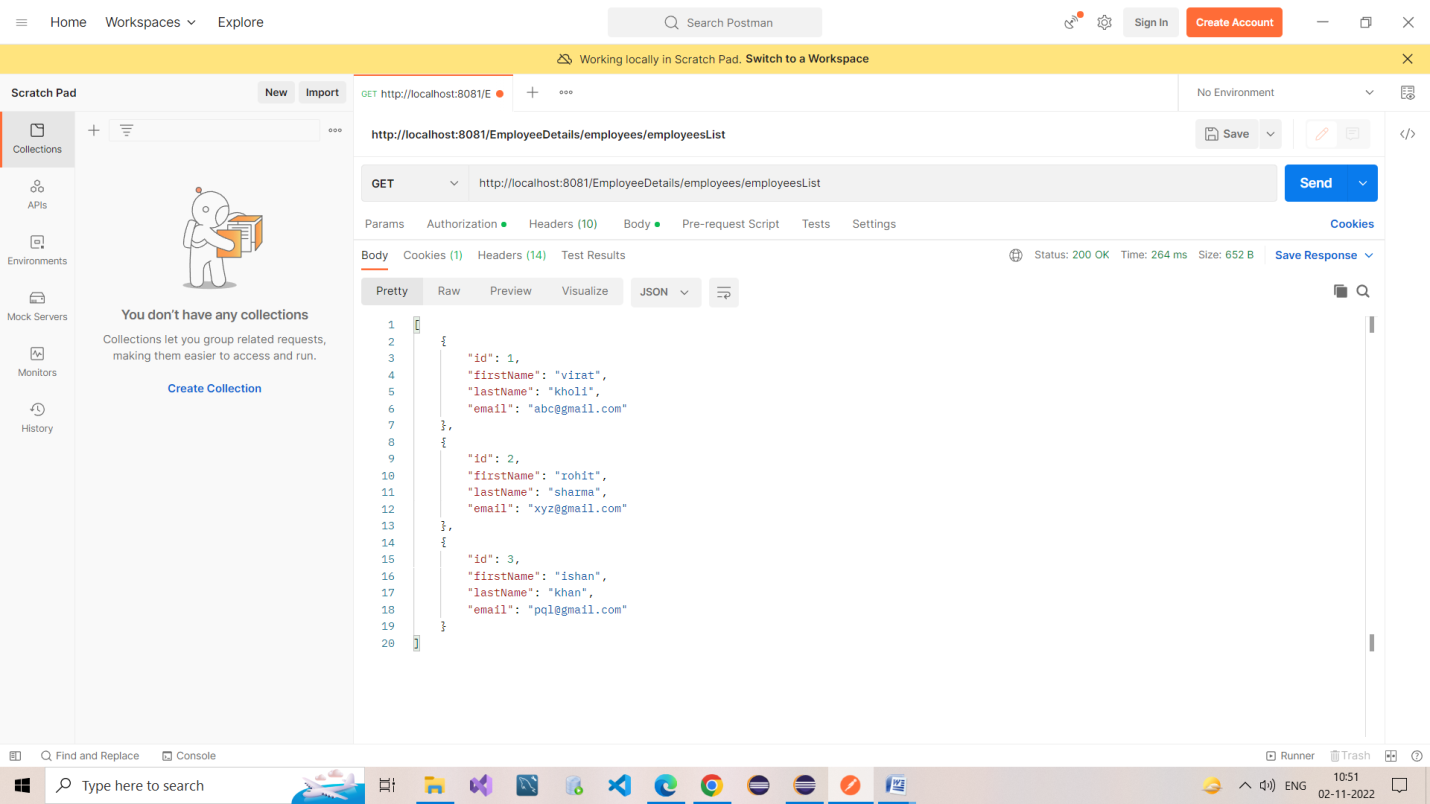 Home Workspaces Explore Search Postman Sign In Create Account
Working locally in Scratch Pad. Switch to a Workspace
Scratch Pad New Import GET http://localhost:8081/E No Environment
http://localhost:8081/EmployeeDetails/employees/employeesList Save
Collections
APIs
Environments
Mock Servers
Monitors
History
You don't have any collections
Collections let you group related requests,
making them easier to access and run.
Create Collection
GET http://localhost:8081/EmployeeDetails/employees/employeesList Send
Params Authorization Headers (10) Body Pre-request Script Tests Settings Cookies
Body Cookies (1) Headers (14) Test Results Status: 200 OK Time: 264 ms Size: 652 B Save Response
Pretty Raw Preview Visualize JSON
1 [
2 {
3 "id": 1,
4 "firstName": "virat",
5 "lastName": "kholi",
6 "email": "abc@gmail.com"
7 },
8 {
9 "id": 2,
10 "firstName": "rohit",
11 "lastName": "sharma",
12 "email": "xyz@gmail.com"
13 },
14 {
15 "id": 3,
16 "firstName": "ishan",
17 "lastName": "khan",
18 "email": "pql@gmail.com"
19 }
20 ]
Find and Replace Console Runner Trash
Type here to search ENG 10:51
02-11-2022